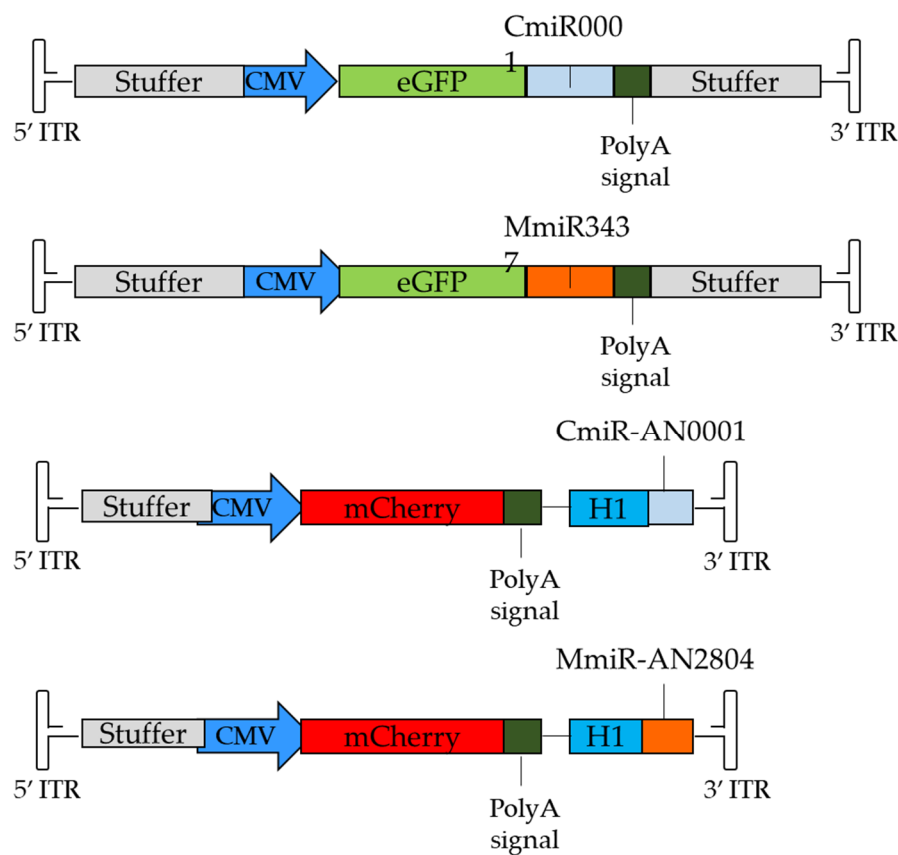 CmiR000
1
Stuffer CMV eGFP Stuffer
5′ ITR 3′ ITR
PolyA
signal
MmiR343
7
Stuffer CMV eGFP Stuffer
5′ ITR 3′ ITR
PolyA
signal
CmiR-AN0001
Stuffer CMV mCherry H1
5′ ITR 3′ ITR
PolyA
signal
MmiR-AN2804
Stuffer CMV mCherry H1
5′ ITR 3′ ITR
PolyA
signal